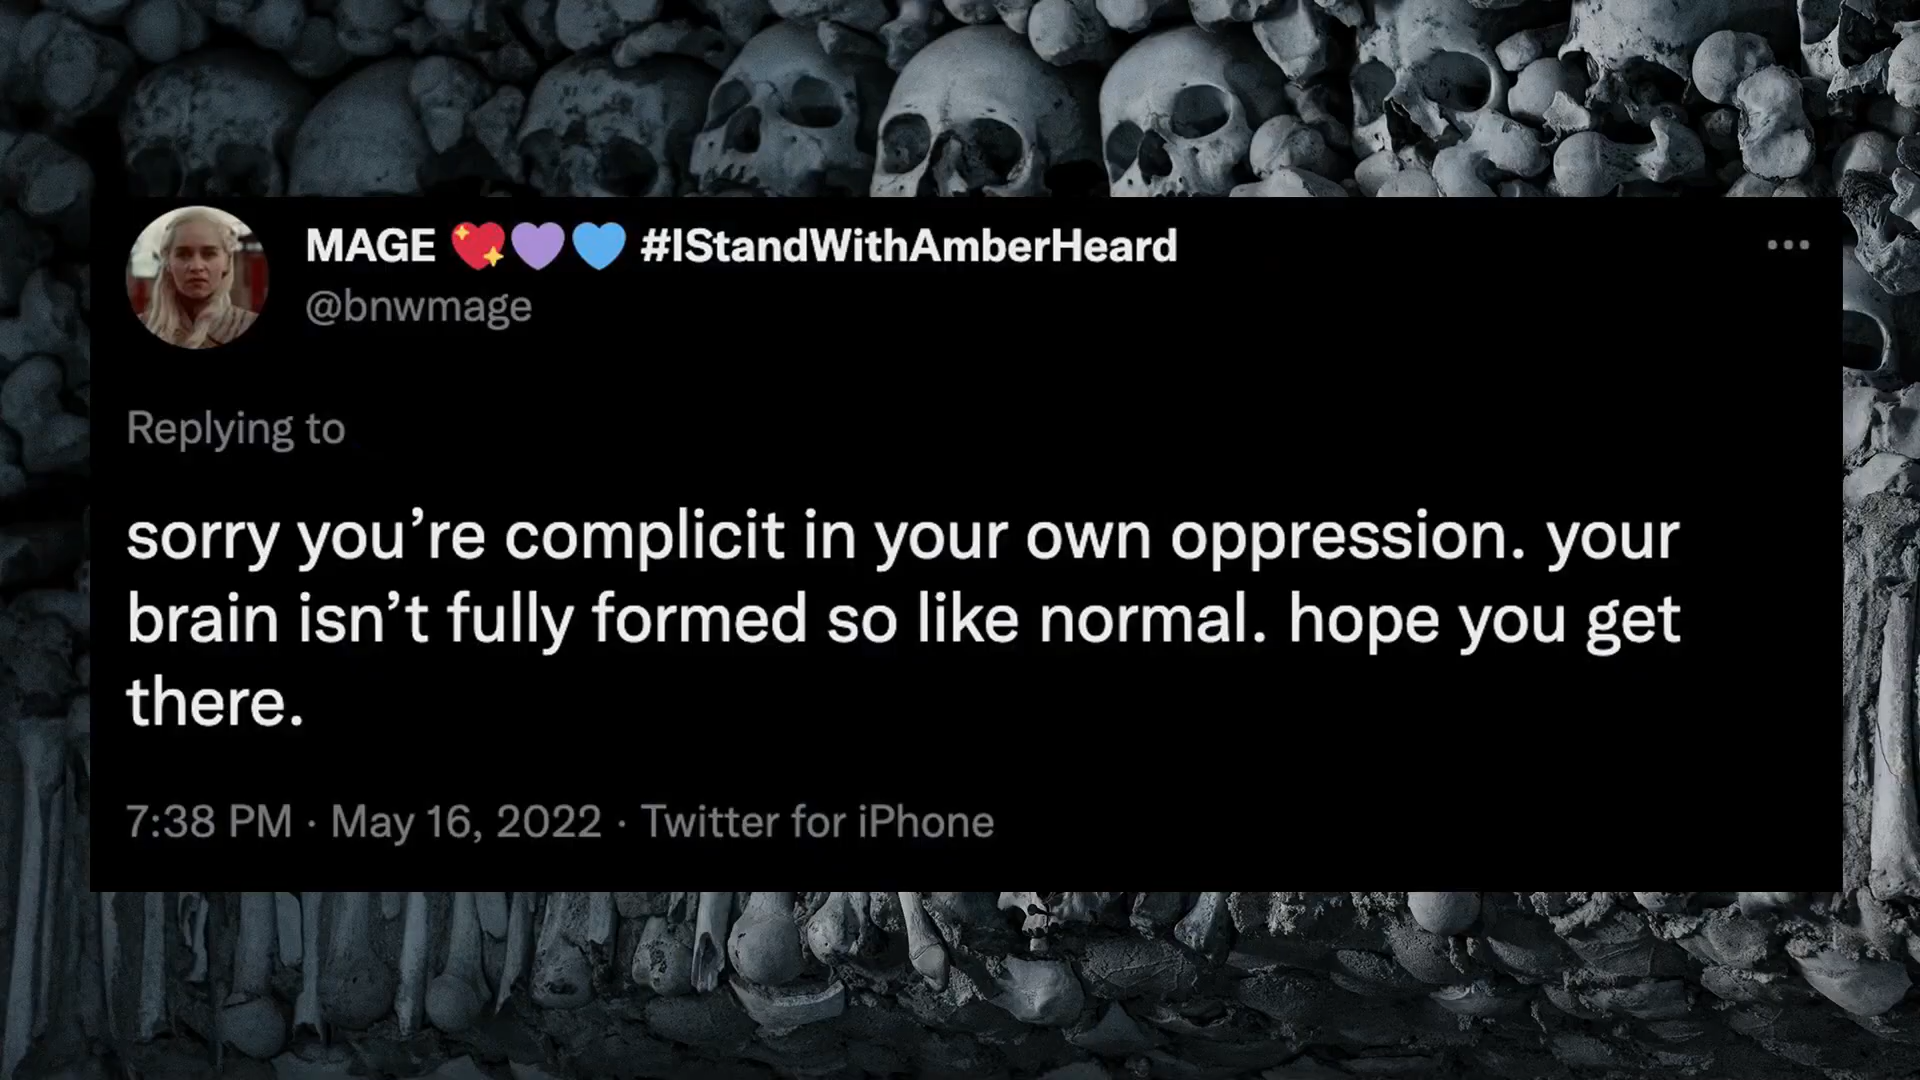 MAGE 💖💜💙 #IStandWithAmberHeard
@bnwmage
Replying to
sorry you’re complicit in your own oppression. your
brain isn’t fully formed so like normal. hope you get
there.
7:38 PM · May 16, 2022 · Twitter for iPhone